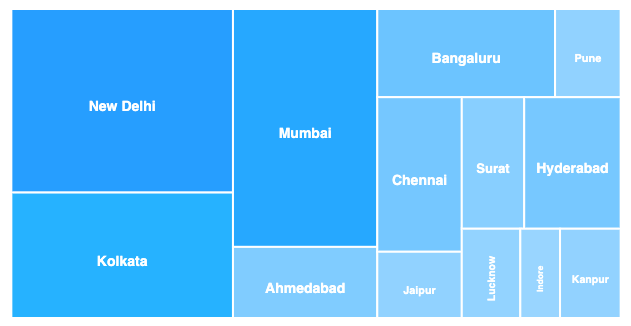 New Delhi
Kolkata
Mumbai
Ahmedabad
Bangaluru
Pune
Chennai
Surat
Hyderabad
Jaipur
Lucknow
Indore
Kanpur